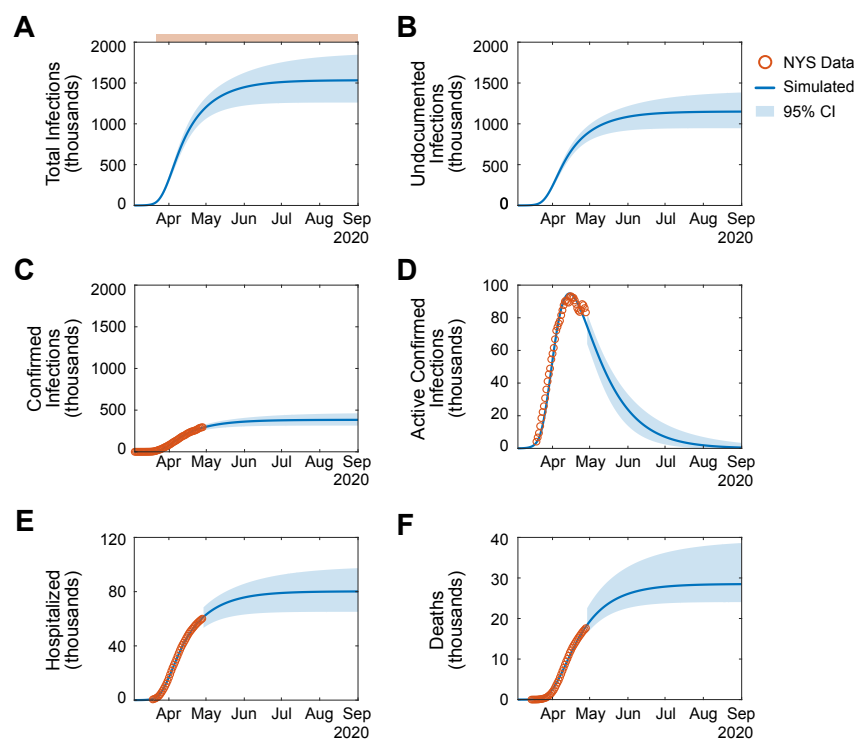 A
Total Infections
(thousands)
2000
1500
1000
500
0
Apr May Jun Jul Aug Sep
2020
B
Undocumented
Infections
(thousands)
2000
1500
1000
500
0
Apr May Jun Jul Aug Sep
2020
NYS Data
Simulated
95% CI
C
Confirmed
Infections
(thousands)
2000
1500
1000
500
0
Apr May Jun Jul Aug Sep
2020
D
Active Confirmed
Infections
(thousands)
100
80
60
40
20
0
Apr May Jun Jul Aug Sep
2020
E
Hospitalized
(thousands)
120
80
40
0
Apr May Jun Jul Aug Sep
2020
F
Deaths
(thousands)
40
30
20
10
0
Apr May Jun Jul Aug Sep
2020